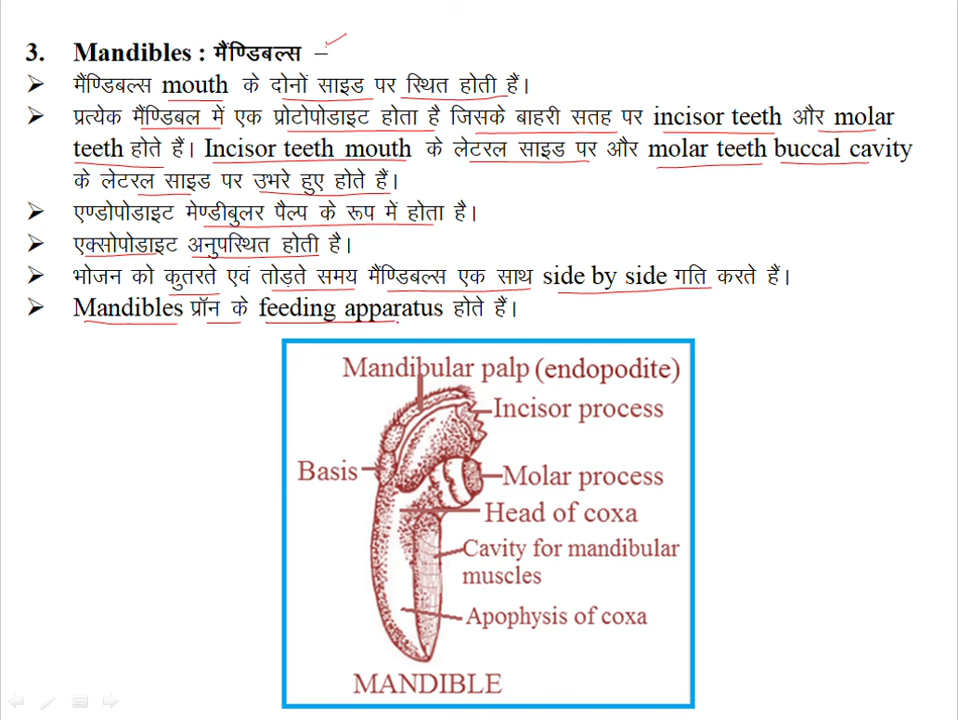 3. Mandibles : मैंण्डिबल्स –
➢ मैंण्डिबल्स mouth के दोनों साइड पर स्थित होती हैं।
➢ प्रत्येक मैंण्डिबल में एक प्रोटोपोडाइट होता है जिसके बाहरी सतह पर incisor teeth और molar
teeth होते हैं। Incisor teeth mouth के लेटरल साइड पर और molar teeth buccal cavity
के लेटरल साइड पर उभरे हुए होते हैं।
➢ एण्डोपोडाइट मेण्डीबुलर पैल्प के रूप में होता है।
➢ एक्सोपोडाइट अनुपस्थित होती है।
➢ भोजन को कुतरते एवं तोड़ते समय मैंण्डिबल्स एक साथ side by side गति करते हैं।
➢ Mandibles प्रॉन के feeding apparatus होते हैं।
Mandibular palp (endopodite)
Incisor process
Basis
Molar process
Head of coxa
Cavity for mandibular
muscles
Apophysis of coxa
MANDIBLE